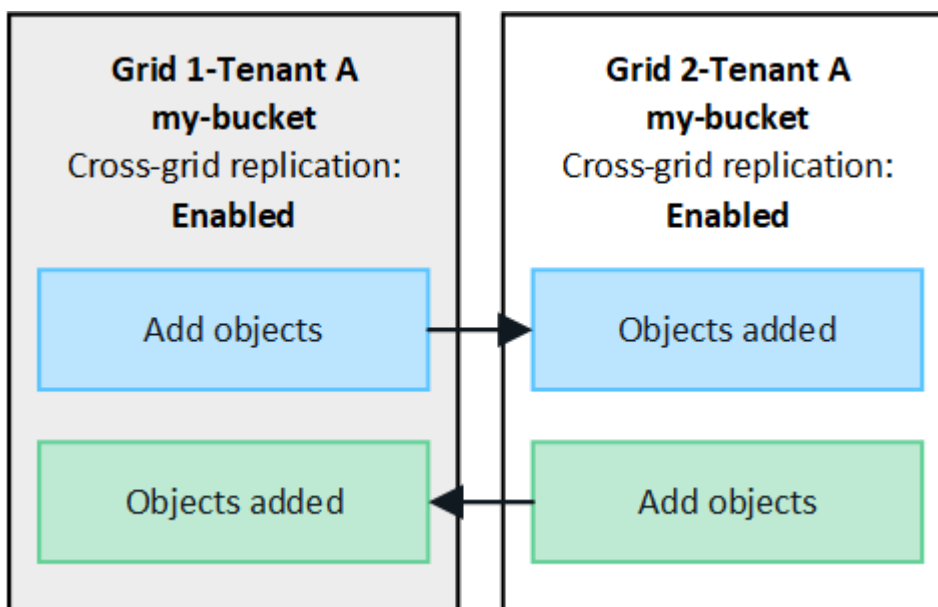 Grid 1-Tenant A
my-bucket
Cross-grid replication:
Enabled
Add objects
Objects added
Grid 2-Tenant A
my-bucket
Cross-grid replication:
Enabled
Objects added
Add objects